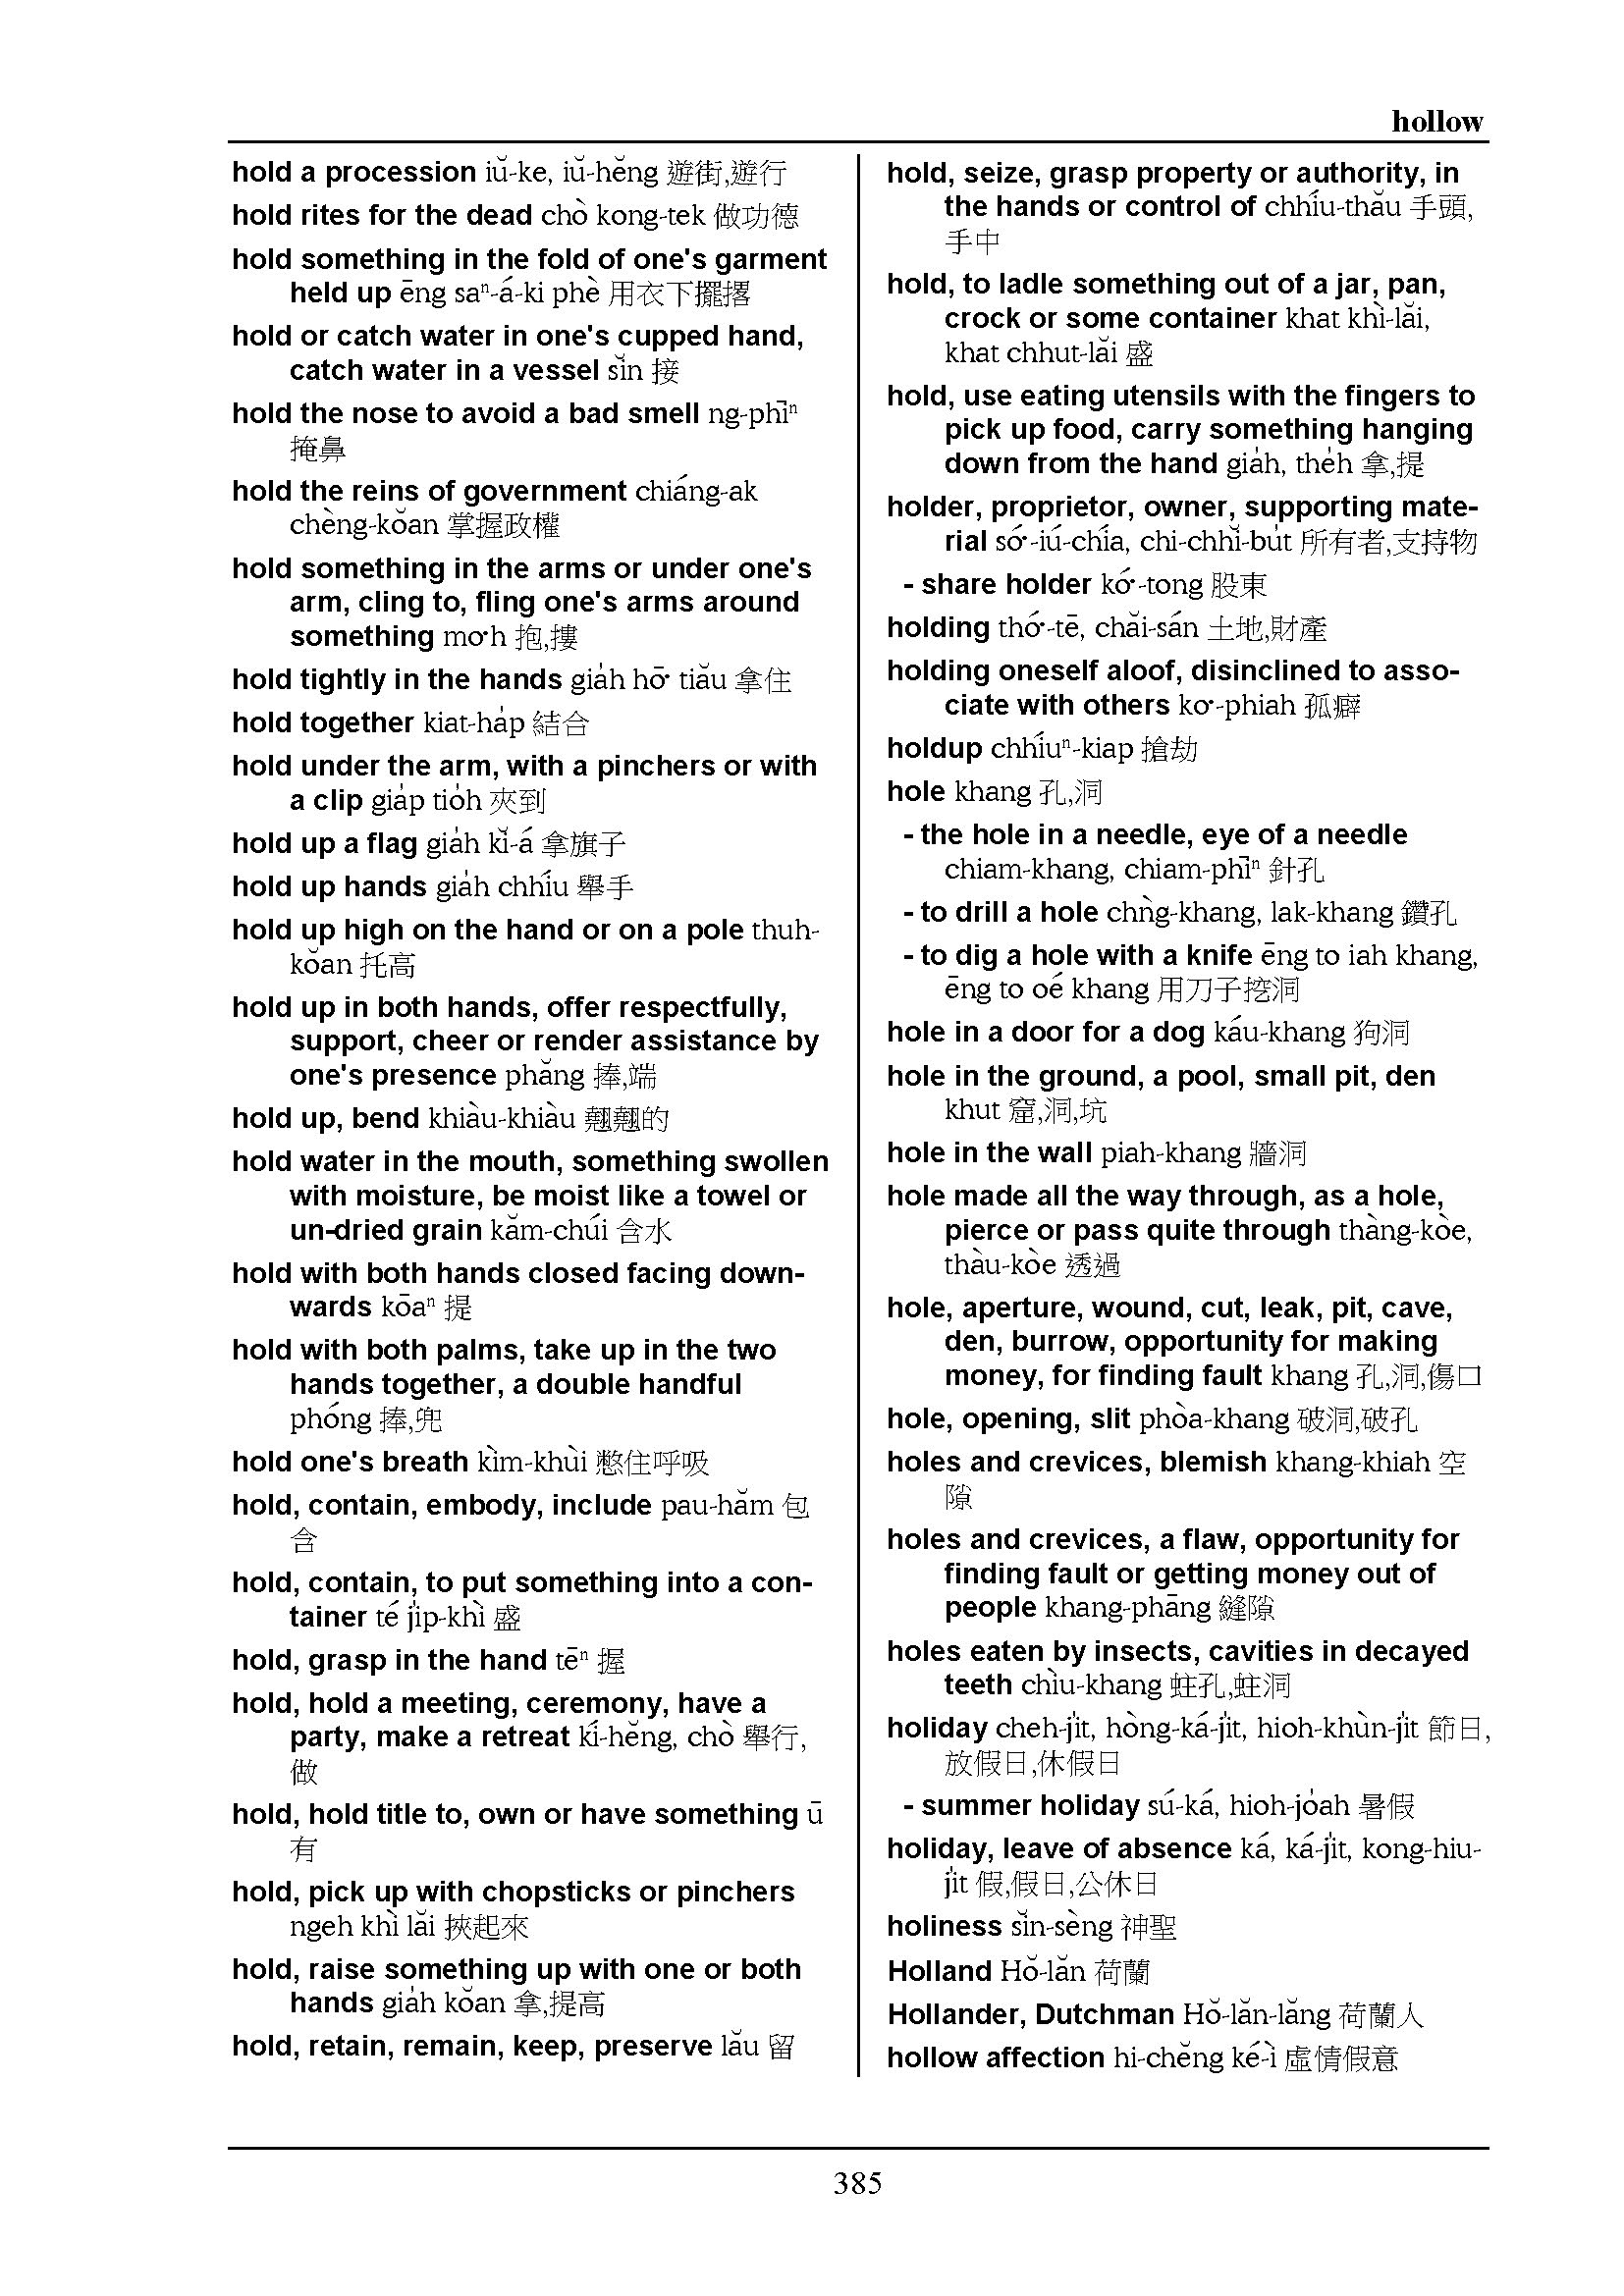 hollow
hold a procession iŭ-ke, iŭ-hĕng 遊街,遊行
hold rites for the dead chò kong-tek 做功德
hold something in the fold of one's garment
held up ēng saⁿ-á-ki phè 用衣下擺撂
hold or catch water in one's cupped hand,
catch water in a vessel sĭn 接
hold the nose to avoid a bad smell ng-phīⁿ
掩鼻
hold the reins of government chiáng-ak
chèng-kŏan 掌握政權
hold something in the arms or under one's
arm, cling to, fling one's arms around
something mo͘h 抱,摟
hold tightly in the hands gia̍h hō͘ tiău 拿住
hold together kiat-ha̍p 結合
hold under the arm, with a pinchers or with
a clip gia̍p tio̍h 夾到
hold up a flag gia̍h kĭ-á 拿旗子
hold up hands gia̍h chhíu 舉手
hold up high on the hand or on a pole thuh-
kŏan 托高
hold up in both hands, offer respectfully,
support, cheer or render assistance by
one's presence phăng 捧,端
hold up, bend khiàu-khiàu 翹翹的
hold water in the mouth, something swollen
with moisture, be moist like a towel or
un-dried grain kăm-chúi 含水
hold with both hands closed facing down-
wards kōaⁿ 提
hold with both palms, take up in the two
hands together, a double handful
phóng 捧,兜
hold one's breath kìm-khùi 憋住呼吸
hold, contain, embody, include pau-hăm 包
含
hold, contain, to put something into a con-
tainer té ji̍p-khì 盛
hold, grasp in the hand tēⁿ 握
hold, hold a meeting, ceremony, have a
party, make a retreat kí-hĕng, chò 舉行,
做
hold, hold title to, own or have something ū
有
hold, pick up with chopsticks or pinchers
ngeh khì lăi 挾起來
hold, raise something up with one or both
hands gia̍h kŏan 拿,提高
hold, retain, remain, keep, preserve lău 留
hold, seize, grasp property or authority, in
the hands or control of chhíu-thău 手頭,
手中
hold, to ladle something out of a jar, pan,
crock or some container khat khì-lăi,
khat chhut-lăi 盛
hold, use eating utensils with the fingers to
pick up food, carry something hanging
down from the hand gia̍h, the̍h 拿,提
holder, proprietor, owner, supporting mate-
rial só͘-iú-chía, chi-chhĭ-bu̍t 所有者,支持物
- share holder kó͘-tong 股東
holding thó͘-tē, chăi-sán 土地,財產
holding oneself aloof, disinclined to asso-
ciate with others ko͘-phiah 孤癖
holdup chhíuⁿ-kiap 搶劫
hole khang 孔,洞
- the hole in a needle, eye of a needle
chiam-khang, chiam-phīⁿ 針孔
- to drill a hole chǹg-khang, lak-khang 鑽孔
- to dig a hole with a knife ēng to iah khang,
ēng to oé khang 用刀子挖洞
hole in a door for a dog káu-khang 狗洞
hole in the ground, a pool, small pit, den
khut 窟,洞,坑
hole in the wall piah-khang 牆洞
hole made all the way through, as a hole,
pierce or pass quite through thàng-kòe,
thàu-kòe 透過
hole, aperture, wound, cut, leak, pit, cave,
den, burrow, opportunity for making
money, for finding fault khang 孔,洞,傷口
hole, opening, slit phòa-khang 破洞,破孔
holes and crevices, blemish khang-khiah 空
隙
holes and crevices, a flaw, opportunity for
finding fault or getting money out of
people khang-phāng 縫隙
holes eaten by insects, cavities in decayed
teeth chìu-khang 蛀孔,蛀洞
holiday cheh-ji̍t, hòng-ká-ji̍t, hioh-khùn-ji̍t 節日,
放假日,休假日
- summer holiday sú-ká, hioh-jo̍ah 暑假
holiday, leave of absence ká, ká-ji̍t, kong-hiu-
ji̍t 假,假日,公休日
holiness sĭn-sèng 神聖
Holland Hŏ-lăn 荷蘭
Hollander, Dutchman Hŏ-lăn-lăng 荷蘭人
hollow affection hi-chĕng ké-ì 虛情假意
385